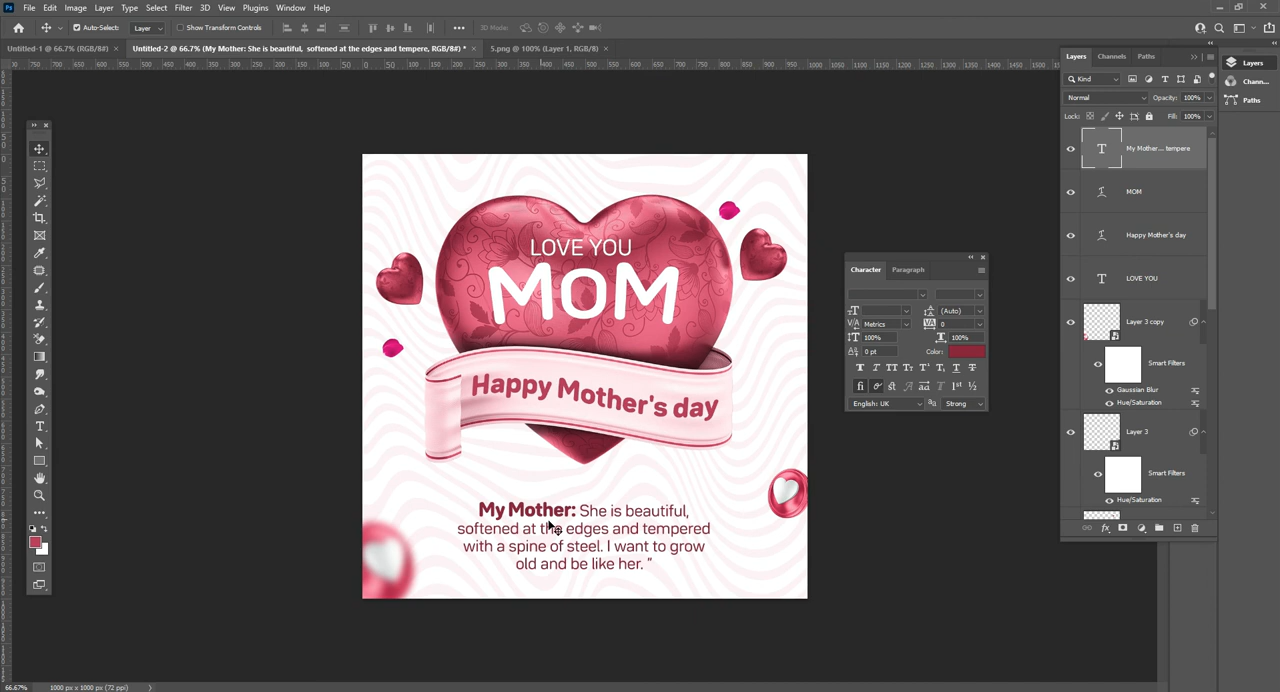 Ps File Edit Image Layer Type Select Filter 3D View Plugins Window Help
Auto-Select: Layer Show Transform Controls 3D Mode:
Untitled-1 @ 66.7% (RGB/8#) × Untitled-2 @ 66.7% (My Mother: She is beautiful, softened at the edges and tempere, RGB/8#) * × 5.png @ 100% (Layer 1, RGB/8) ×
LOVE YOU
MOM
Happy Mother's day
My Mother: She is beautiful,
softened at the edges and tempered
with a spine of steel. I want to grow
old and be like her. ”
Character Paragraph
(Auto)
Metrics 0
100% 100%
0 pt Color:
English: UK Strong
Layers Channels Paths
Kind
Normal Opacity: 100%
Lock: Fill: 100%
My Mother.... tempere
MOM
Happy Mother's day
LOVE YOU
Layer 3 copy
Smart Filters
Gaussian Blur
Hue/Saturation
Layer 3
Smart Filters
Hue/Saturation
Layers
Chann...
Paths
66.67% 1000 px x 1000 px (72 ppi)